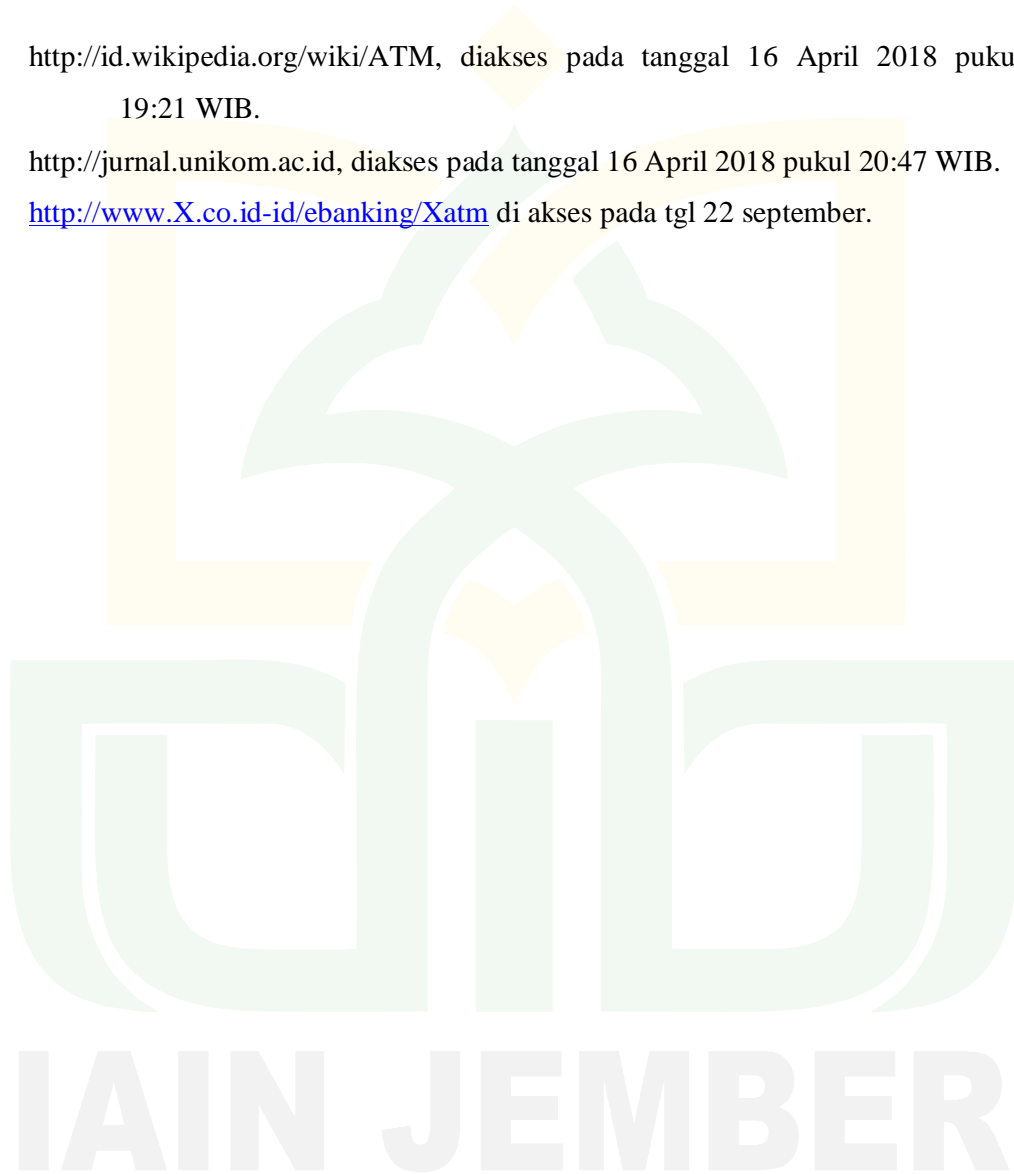 http://id.wikipedia.org/wiki/ATM, diakses pada tanggal 16 April 2018 puku
19:21 WIB.
http://jurnal.unikom.ac.id, diakses pada tanggal 16 April 2018 pukul 20:47 WIB.
http://www.X.co.id-id/ebanking/Xatm di akses pada tgl 22 september.
IAIN JEMBER